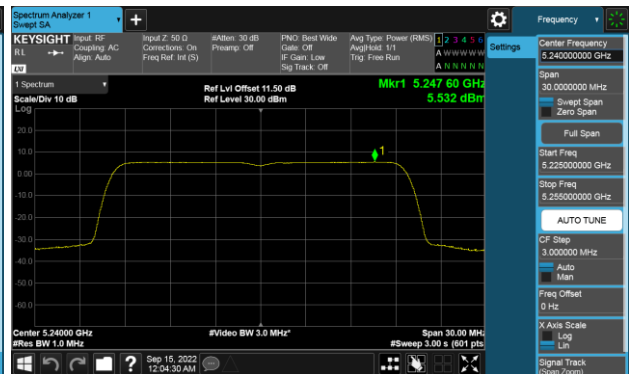 Spectrum Analyzer 1
Swept SA
+
Frequency
KEYSIGHT
RL
LXI
Input: RF
Coupling: AC
Align: Auto
Input Z: 50 Ω
Corrections: On
Freq Ref: Int (S)
#Atten: 30 dB
Preamp: Off
PNO: Best Wide
Gate: Off
IF Gain: Low
Sig Track: Off
Avg Type: Power (RMS)
Avg|Hold: 1/1
Trig: Free Run
1 2 3 4 5 6
A W W W W W
A N N N N N
Settings
Center Frequency
5.240000000 GHz
Span
30.0000000 MHz
Swept Span
Zero Span
Full Span
Start Freq
5.225000000 GHz
Stop Freq
5.255000000 GHz
AUTO TUNE
CF Step
3.000000 MHz
Auto
Man
Freq Offset
0 Hz
X Axis Scale
Log
Lin
Signal Track
(Span Zoom)
1 Spectrum
Scale/Div 10 dB
Log
Ref Lvl Offset 11.50 dB
Ref Level 30.00 dBm
Mkr1 5.247 60 GHz
5.532 dBm
1
20.0
10.0
0.00
-10.0
-20.0
-30.0
-40.0
-50.0
-60.0
Center 5.24000 GHz
#Res BW 1.0 MHz
#Video BW 3.0 MHz*
Span 30.00 MHz
#Sweep 3.00 s (601 pts)
?
Sep 15, 2022
12:04:30 AM